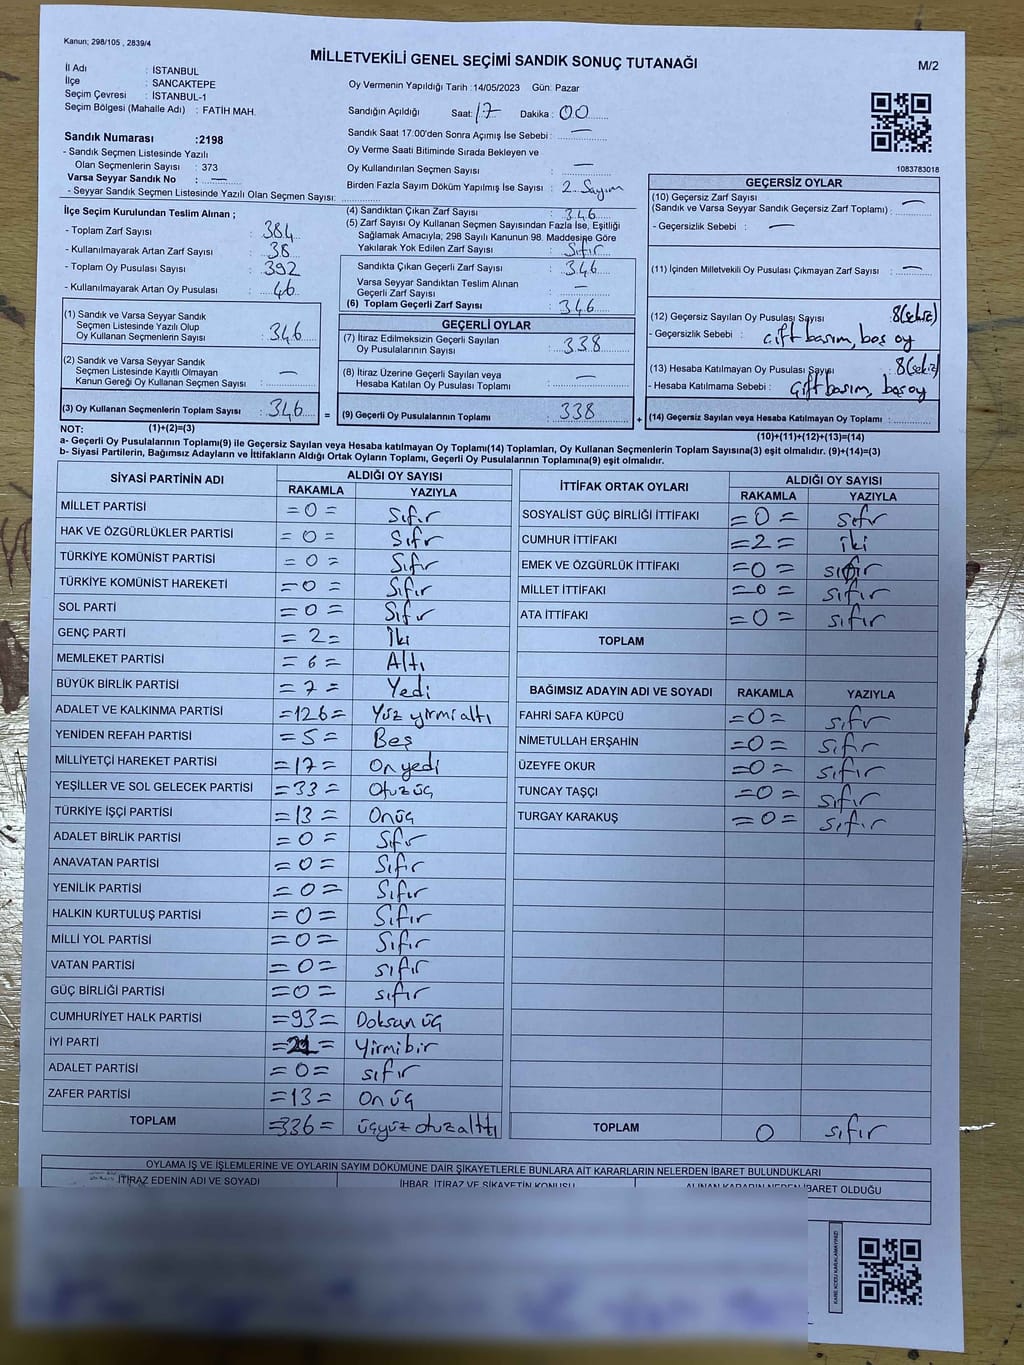 Kanun; 298/105 , 2839/4
MİLLETVEKİLİ GENEL SEÇİMİ SANDIK SONUÇ TUTANAĞI
M/2
İl Adı : İSTANBUL
İlçe : SANCAKTEPE
Seçim Çevresi : İSTANBUL-1
Seçim Bölgesi (Mahalle Adı) : FATİH MAH.
Oy Vermenin Yapıldığı Tarih :14/05/2023 Gün: Pazar
Sandığın Açıldığı Saat: 17 Dakika : 00
Sandık Saat 17:00'den Sonra Açımış İse Sebebi : —
Oy Verme Saati Bitiminde Sırada Bekleyen ve
Oy Kullandırılan Seçmen Sayısı : —
Birden Fazla Sayım Döküm Yapılmış İse Sayısı : 2. Sayım
1083783018
Sandık Numarası :2198
- Sandık Seçmen Listesinde Yazılı
Olan Seçmenlerin Sayısı : 373
Varsa Seyyar Sandık No : —
- Seyyar Sandık Seçmen Listesinde Yazılı Olan Seçmen Sayısı:
İlçe Seçim Kurulundan Teslim Alınan ;
- Toplam Zarf Sayısı : 384
- Kullanılmayarak Artan Zarf Sayısı : 38
- Toplam Oy Pusulası Sayısı : 392
- Kullanılmayarak Artan Oy Pusulası : 46
(4) Sandıktan Çıkan Zarf Sayısı : 346
(5) Zarf Sayısı Oy Kullanan Seçmen Sayısından Fazla İse, Eşitliği
Sağlamak Amacıyla, 298 Sayılı Kanunun 98. Maddesine Göre
Yakılarak Yok Edilen Zarf Sayısı : Sıfır
Sandıkta Çıkan Geçerli Zarf Sayısı : 346
Varsa Seyyar Sandıktan Teslim Alınan
Geçerli Zarf Sayısı : —
(6) Toplam Geçerli Zarf Sayısı : 346
GEÇERSİZ OYLAR
(10) Geçersiz Zarf Sayısı
(Sandık ve Varsa Seyyar Sandık Geçersiz Zarf Toplamı) : —
- Geçersizlik Sebebi : —
(11) İçinden Milletvekili Oy Pusulası Çıkmayan Zarf Sayısı : —
(12) Geçersiz Sayılan Oy Pusulası Sayısı : 8(sekiz)
- Geçersizlik Sebebi : çift basım, boş oy
(13) Hesaba Katılmayan Oy Pusulası Sayısı : 8(sekiz)
- Hesaba Katılmama Sebebi : çift basım, boş oy
(14) Geçersiz Sayılan veya Hesaba Katılmayan Oy Toplamı :
(10)+(11)+(12)+(13)=(14)
(1) Sandık ve Varsa Seyyar Sandık
Seçmen Listesinde Yazılı Olup
Oy Kullanan Seçmenlerin Sayısı : 346
(2) Sandık ve Varsa Seyyar Sandık
Seçmen Listesinde Kayıtlı Olmayan
Kanun Gereği Oy Kullanan Seçmen Sayısı : —
(3) Oy Kullanan Seçmenlerin Toplam Sayısı : 346 =
GEÇERLİ OYLAR
(7) İtiraz Edilmeksizin Geçerli Sayılan
Oy Pusulalarının Sayısı : 338
(8) İtiraz Üzerine Geçerli Sayılan veya
Hesaba Katılan Oy Pusulası Toplamı : —
(9) Geçerli Oy Pusulalarının Toplamı : 338 +
NOT: (1)+(2)=(3)
a- Geçerli Oy Pusulalarının Toplamı(9) ile Geçersiz Sayılan veya Hesaba katılmayan Oy Toplamı(14) Toplamları, Oy Kullanan Seçmenlerin Toplam Sayısına(3) eşit olmalıdır. (9)+(14)=(3)
b- Siyasi Partilerin, Bağımsız Adayların ve İttifakların Aldığı Ortak Oyların Toplamı, Geçerli Oy Pusulalarının Toplamına(9) eşit olmalıdır.
SİYASİ PARTİNİN ADI ALDIĞI OY SAYISI
RAKAMLA YAZIYLA
MİLLET PARTİSİ =0= Sıfır
HAK VE ÖZGÜRLÜKLER PARTİSİ =0= Sıfır
TÜRKİYE KOMÜNİST PARTİSİ =0= Sıfır
TÜRKİYE KOMÜNİST HAREKETİ =0= Sıfır
SOL PARTİ =0= Sıfır
GENÇ PARTİ =2= İki
MEMLEKET PARTİSİ =6= Altı
BÜYÜK BİRLİK PARTİSİ =7= Yedi
ADALET VE KALKINMA PARTİSİ =126= Yüz yirmi altı
YENİDEN REFAH PARTİSİ =5= Beş
MİLLİYETÇİ HAREKET PARTİSİ =17= On yedi
YEŞİLLER VE SOL GELECEK PARTİSİ =33= Otuzüç
TÜRKİYE İŞÇİ PARTİSİ =13= Onüç
ADALET BİRLİK PARTİSİ =0= Sıfır
ANAVATAN PARTİSİ =0= Sıfır
YENİLİK PARTİSİ =0= Sıfır
HALKIN KURTULUŞ PARTİSİ =0= Sıfır
MİLLİ YOL PARTİSİ =0= Sıfır
VATAN PARTİSİ =0= sıfır
GÜÇ BİRLİĞİ PARTİSİ =0= sıfır
CUMHURİYET HALK PARTİSİ =93= Doksan üç
İYİ PARTİ =21= Yirmibir
ADALET PARTİSİ =0= sıfır
ZAFER PARTİSİ =13= On üç
TOPLAM =336= üçyüz otuz altı
İTTİFAK ORTAK OYLARI ALDIĞI OY SAYISI
RAKAMLA YAZIYLA
SOSYALİST GÜÇ BİRLİĞİ İTTİFAKI =0= sıfır
CUMHUR İTTİFAKI =2= iki
EMEK VE ÖZGÜRLÜK İTTİFAKI =0= sıfır
MİLLET İTTİFAKI =0= sıfır
ATA İTTİFAKI =0= sıfır
TOPLAM
BAĞIMSIZ ADAYIN ADI VE SOYADI RAKAMLA YAZIYLA
FAHRİ SAFA KÜPCÜ =0= sıfır
NİMETULLAH ERŞAHİN =0= sıfır
ÜZEYFE OKUR =0= sıfır
TUNCAY TAŞÇI =0= sıfır
TURGAY KARAKUŞ =0= sıfır
TOPLAM 0 sıfır
OYLAMA İŞ VE İŞLEMLERİNE VE OYLARIN SAYIM DÖKÜMÜNE DAİR ŞİKAYETLERLE BUNLARA AİT KARARLARIN NELERDEN İBARET BULUNDUKLARI
İTİRAZ EDENİN ADI VE SOYADI İHBAR, İTİRAZ VE ŞİKAYETİN KONUSU ALINAN KARARIN NEDEN İBARET OLDUĞU
KARE KODU KARALAMAYINIZ!